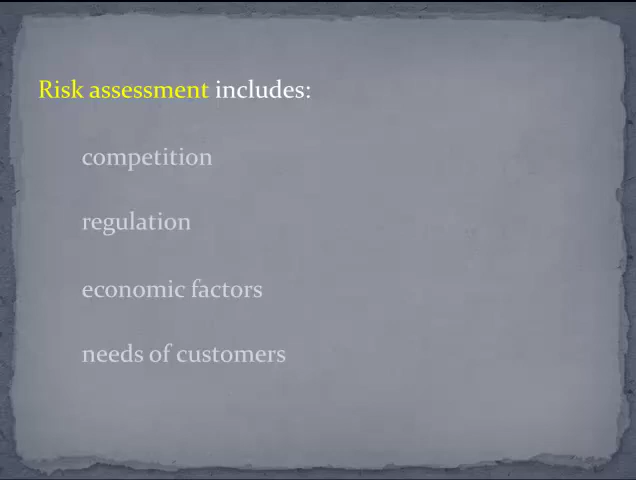 Risk assessment includes:
competition
regulation
economic factors
needs of customers